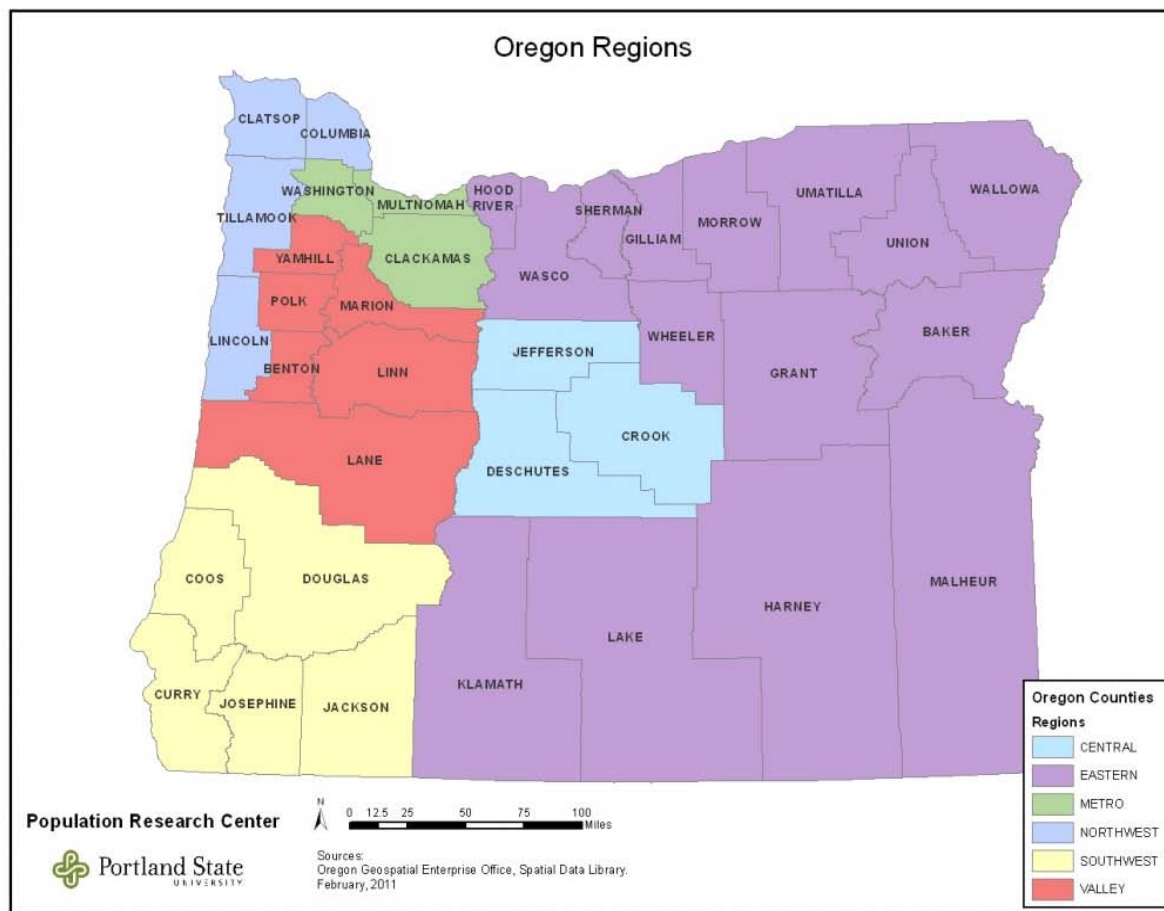 Oregon Regions
CLATSOP
COLUMBIA
WASHINGTON
MULTNOMAH
HOOD
RIVER
SHERMAN
GILLIAM
MORROW
UMATILLA
WALLOWA
UNION
TILLAMOOK
YAMHILL
CLACKAMAS
WASCO
POLK
MARION
LINCOLN
BENTON
LINN
JEFFERSON
WHEELER
GRANT
BAKER
LANE
CROOK
DESCHUTES
COOS
DOUGLAS
MALHEUR
HARNEY
LAKE
KLAMATH
CURRY
JOSEPHINE
JACKSON
Oregon Counties
Regions
CENTRAL
EASTERN
METRO
NORTHWEST
SOUTHWEST
VALLEY
Population Research Center
Portland State
UNIVERSITY
N
0 12.5 25 50 75 100
Miles
Sources:
Oregon Geospatial Enterprise Office, Spatial Data Library.
February, 2011